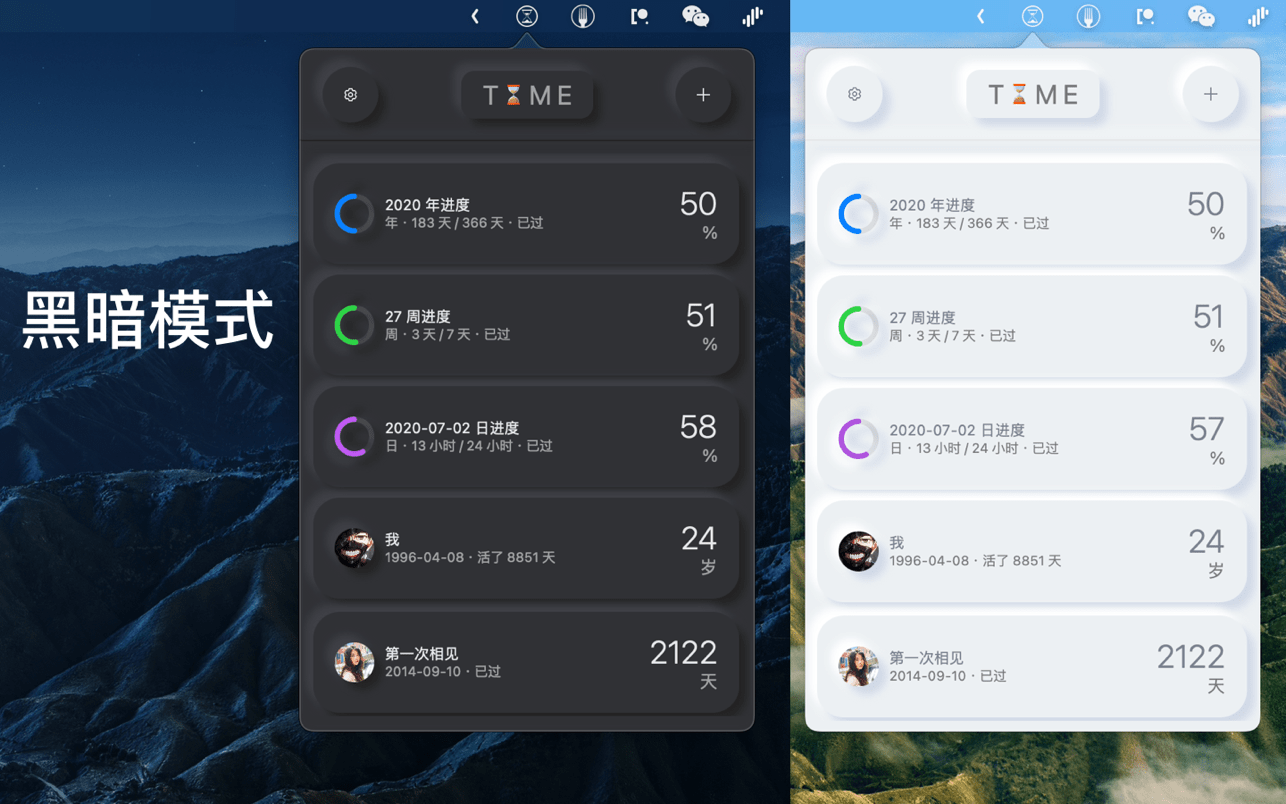 黑暗模式
T⏳ME
2020 年进度
年 · 183 天 / 366 天 · 已过
50
%
27 周进度
周 · 3 天 / 7 天 · 已过
51
%
2020-07-02 日进度
日 · 13 小时 / 24 小时 · 已过
58
%
我
1996-04-08 · 活了 8851 天
24
岁
第一次相见
2014-09-10 · 已过
2122
天
T⏳ME
2020 年进度
年 · 183 天 / 366 天 · 已过
50
%
27 周进度
周 · 3 天 / 7 天 · 已过
51
%
2020-07-02 日进度
日 · 13 小时 / 24 小时 · 已过
57
%
我
1996-04-08 · 活了 8851 天
24
岁
第一次相见
2014-09-10 · 已过
2122
天